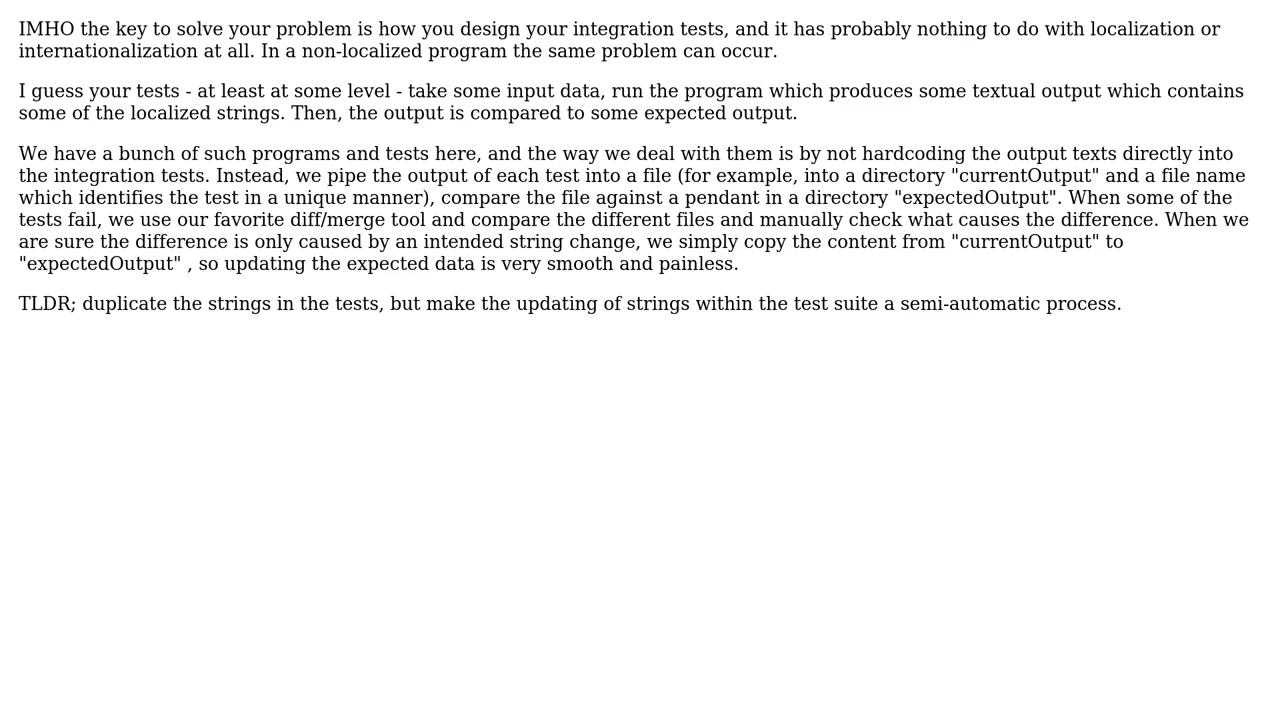 IMHO the key to solve your problem is how you design your integration tests, and it has probably nothing to do with localization or
internationalization at all. In a non-localized program the same problem can occur.
I guess your tests - at least at some level - take some input data, run the program which produces some textual output which contains
some of the localized strings. Then, the output is compared to some expected output.
We have a bunch of such programs and tests here, and the way we deal with them is by not hardcoding the output texts directly into
the integration tests. Instead, we pipe the output of each test into a file (for example, into a directory "currentOutput" and a file name
which identifies the test in a unique manner), compare the file against a pendant in a directory "expectedOutput". When some of the
tests fail, we use our favorite diff/merge tool and compare the different files and manually check what causes the difference. When we
are sure the difference is only caused by an intended string change, we simply copy the content from "currentOutput" to
"expectedOutput" , so updating the expected data is very smooth and painless.
TLDR; duplicate the strings in the tests, but make the updating of strings within the test suite a semi-automatic process.